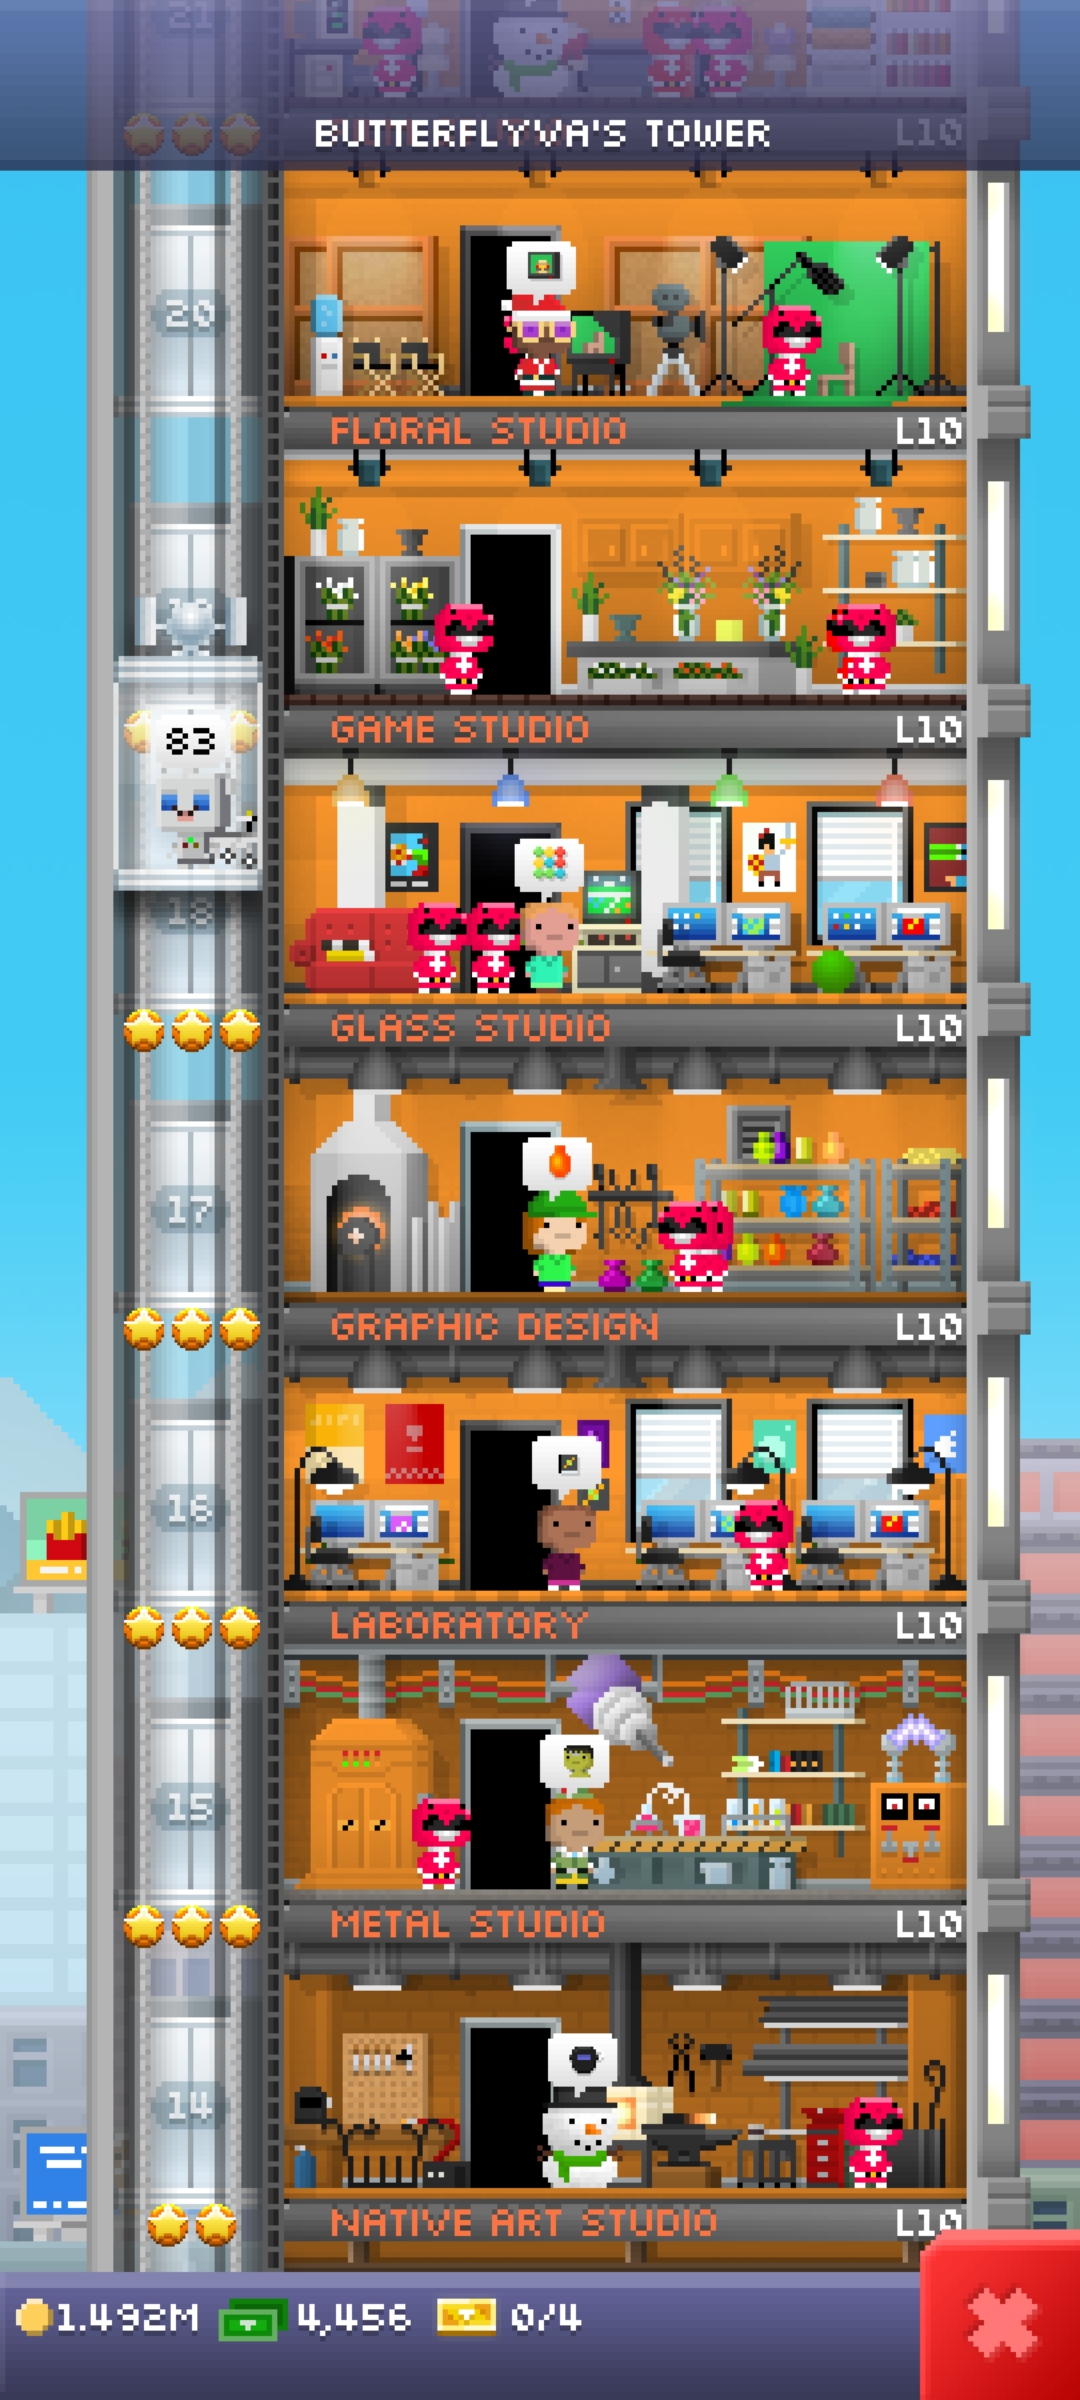 21
BUTTERFLYVA'S TOWER
L10
20
FLORAL STUDIO L10
83
GAME STUDIO L10
18
GLASS STUDIO L10
17
GRAPHIC DESIGN L10
16
LABORATORY L10
15
METAL STUDIO L10
14
NATIVE ART STUDIO L10
1.492M 4,456 0/4